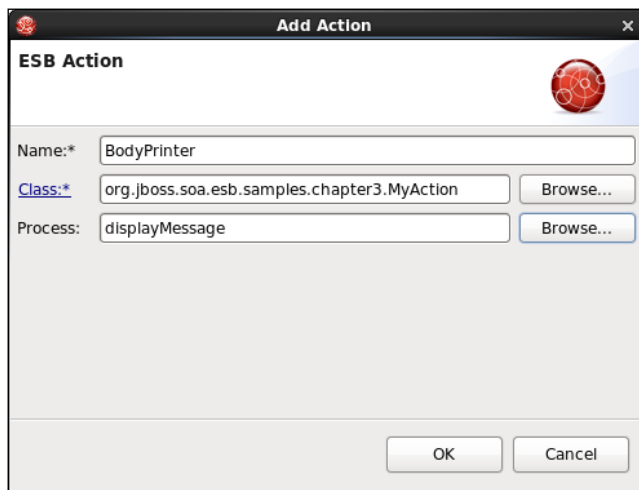 Add Action
ESB Action
Name:* BodyPrinter
Class:* org.jboss.soa.esb.samples.chapter3.MyAction Browse...
Process: displayMessage Browse...
OK Cancel